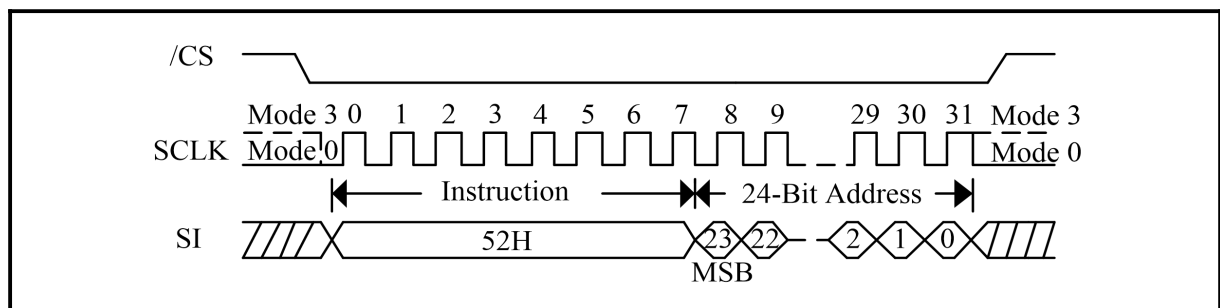 /CS
Mode 3 0 1 2 3 4 5 6 7 8 9 29 30 31 Mode 3
SCLK Mode 0 Mode 0
Instruction 24-Bit Address
SI 52H 23 22 2 1 0
MSB